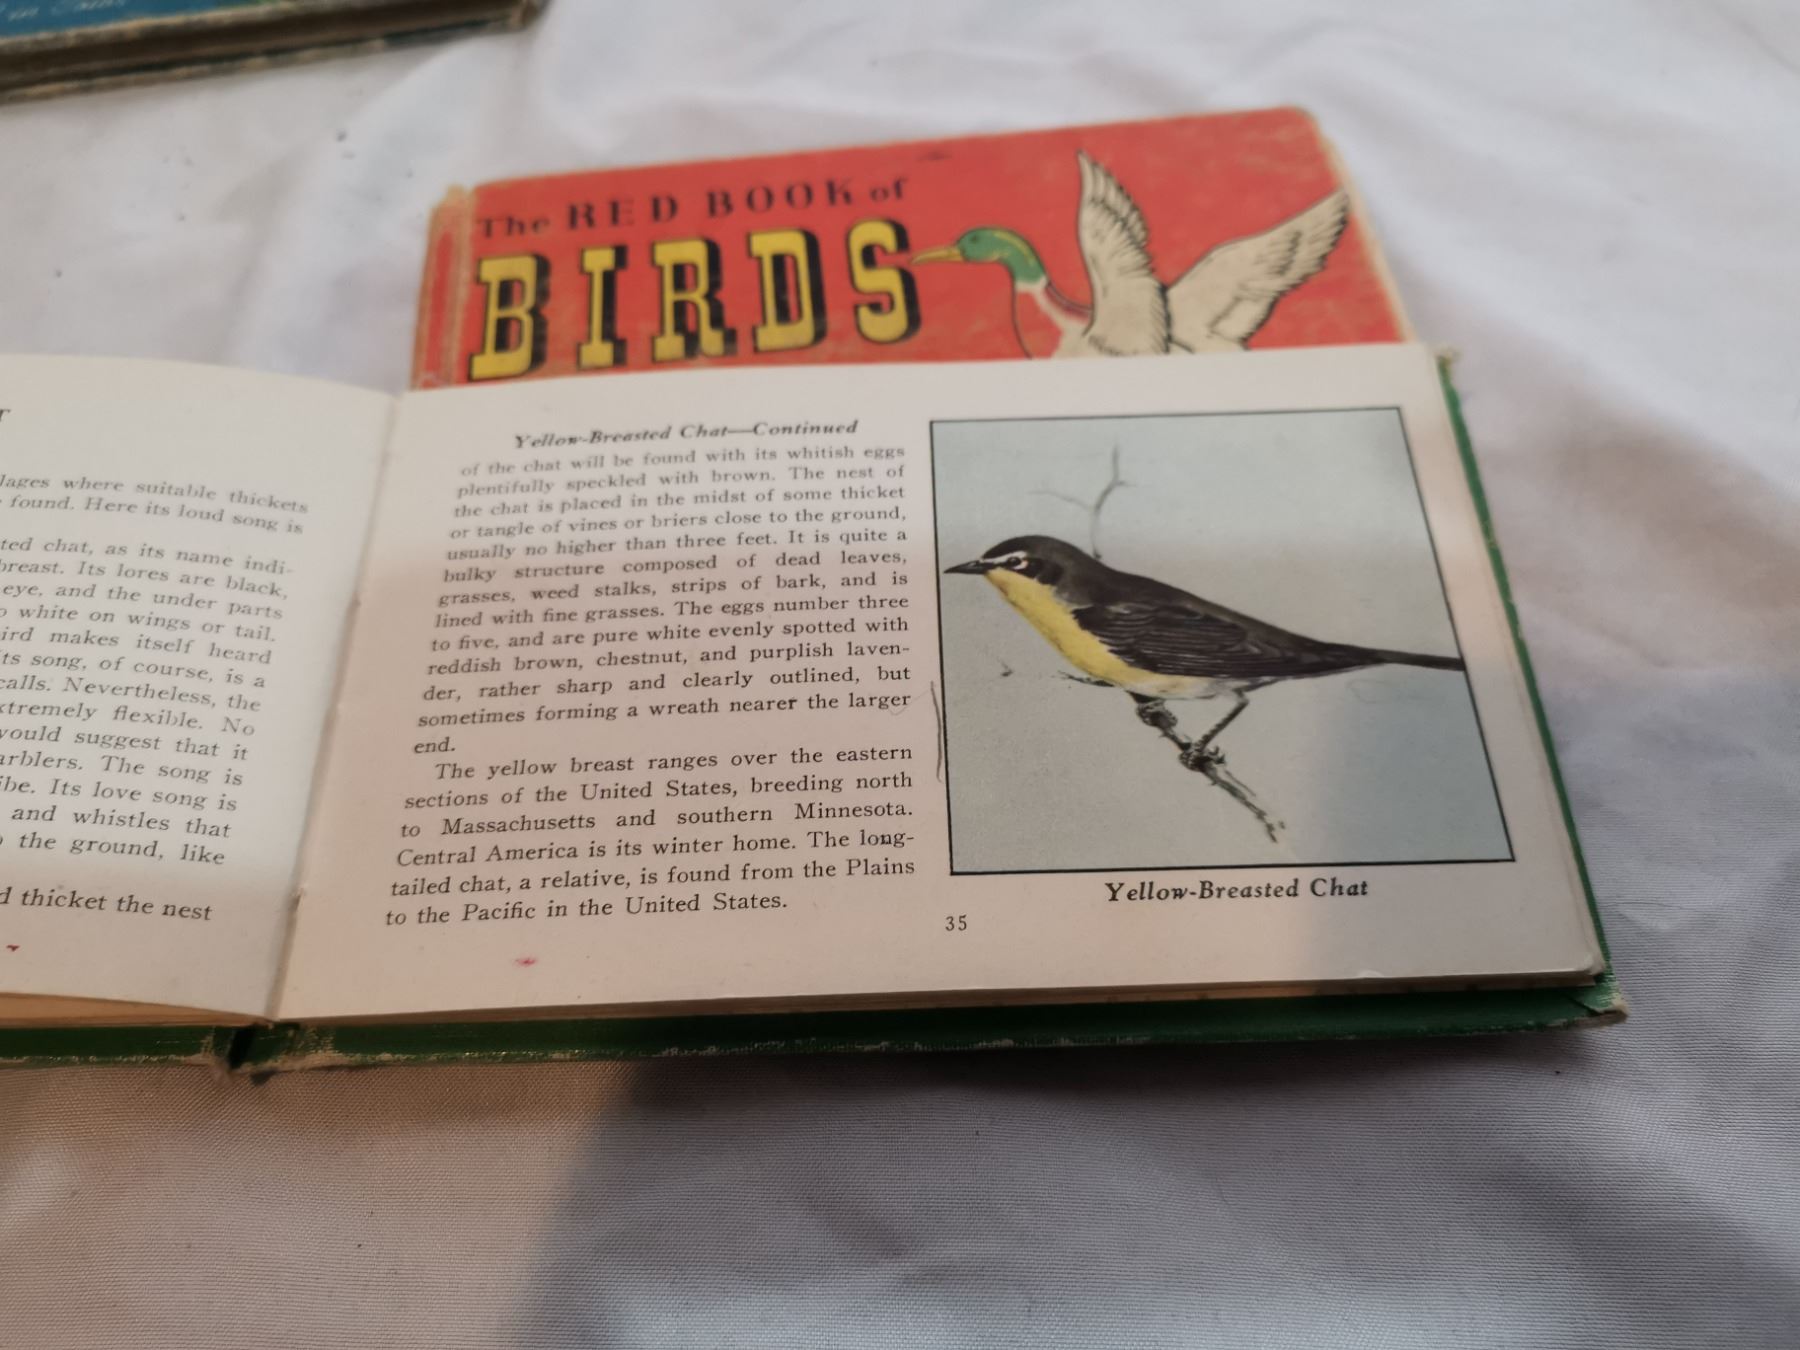 The RED BOOK of
BIRDS
lages where suitable thickets
found. Here its loud song is
ted chat, as its name indi-
breast. Its lores are black,
eye, and the under parts
white on wings or tail.
ird makes itself heard
ts song, of course, is a
calls. Nevertheless, the
xtremely flexible. No
would suggest that it
arblers. The song is
ibe. Its love song is
and whistles that
the ground, like
d thicket the nest
Yellow-Breasted Chat—Continued
of the chat will be found with its whitish eggs
plentifully speckled with brown. The nest of
the chat is placed in the midst of some thicket
or tangle of vines or briers close to the ground,
usually no higher than three feet. It is quite a
bulky structure composed of dead leaves,
grasses, weed stalks, strips of bark, and is
lined with fine grasses. The eggs number three
to five, and are pure white evenly spotted with
reddish brown, chestnut, and purplish laven-
der, rather sharp and clearly outlined, but
sometimes forming a wreath nearer the larger
end.
The yellow breast ranges over the eastern
sections of the United States, breeding north
to Massachusetts and southern Minnesota.
Central America is its winter home. The long-
tailed chat, a relative, is found from the Plains
to the Pacific in the United States.
Yellow-Breasted Chat
35